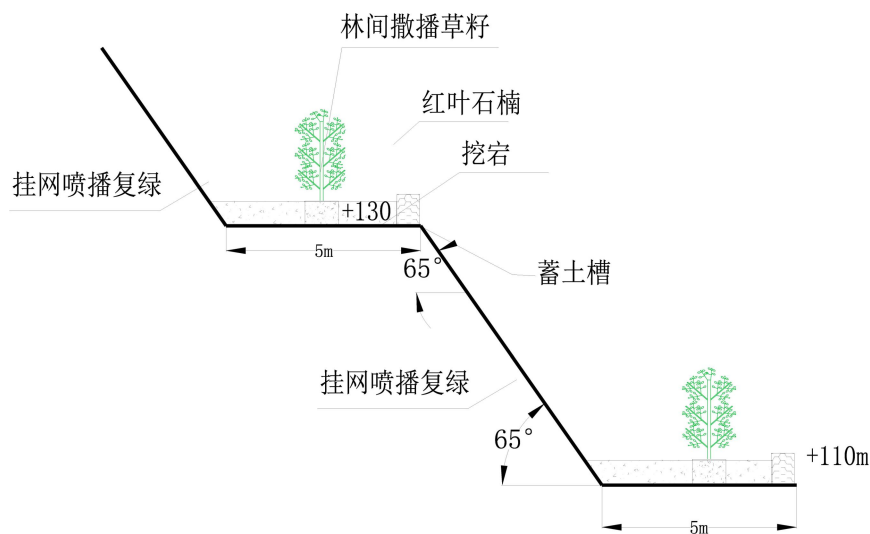 林间撒播草籽
红叶石楠
挖宕
挂网喷播复绿
+130
5m
65°
蓄土槽
挂网喷播复绿
65°
+110m
5m